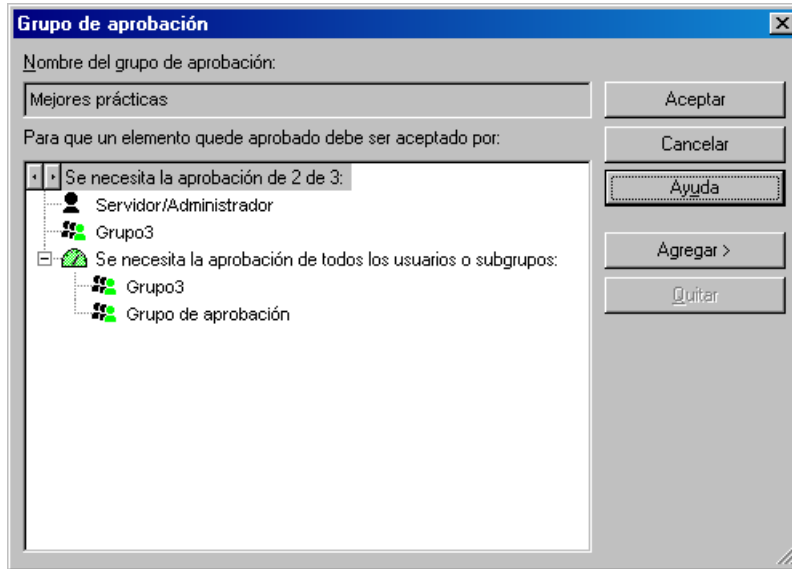 Grupo de aprobación
Nombre del grupo de aprobación:
Mejores prácticas
Aceptar
Para que un elemento quede aprobado debe ser aceptado por:
Cancelar
Se necesita la aprobación de 2 de 3:
Ayuda
Servidor/Administrador
Grupo3
Agregar >
Se necesita la aprobación de todos los usuarios o subgrupos:
Grupo3
Quitar
Grupo de aprobación